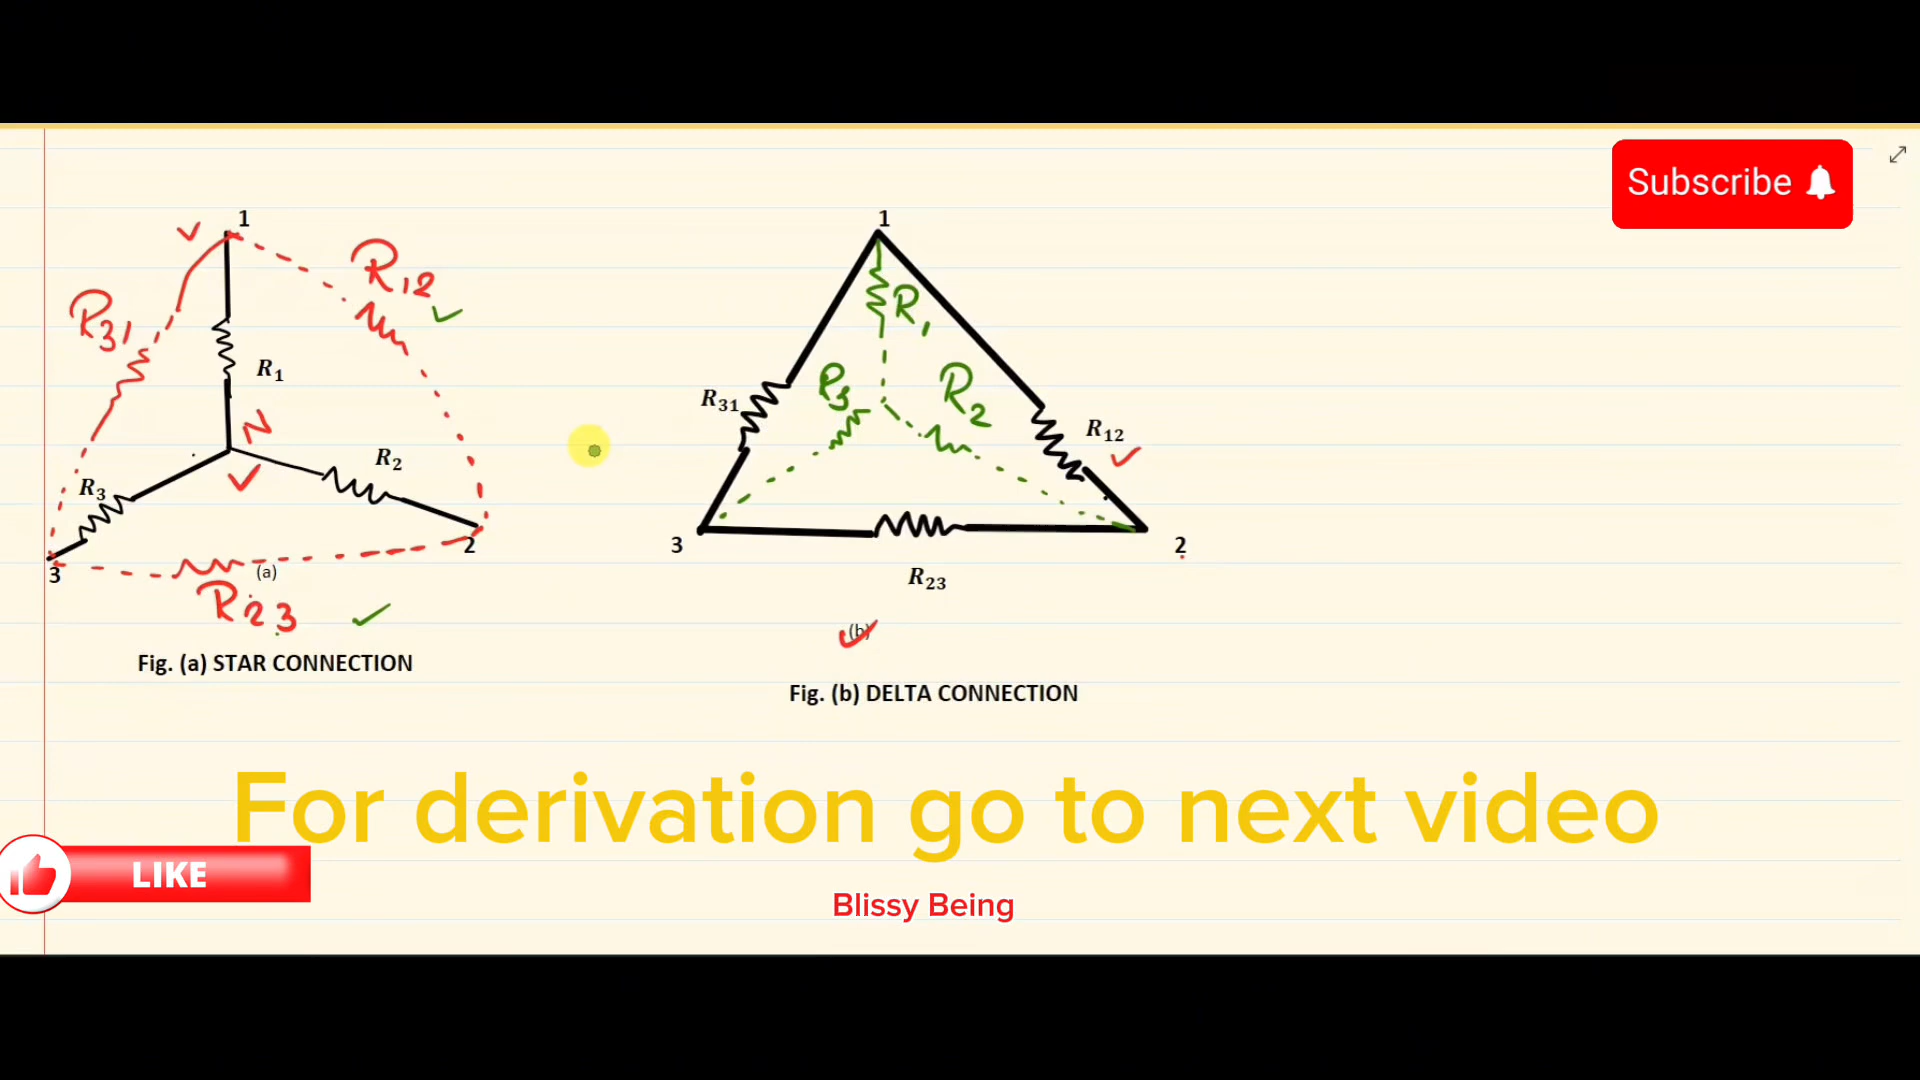 Subscribe
1
R12
R31
R1
N
R2
R3
2
3
(a)
R23
Fig. (a) STAR CONNECTION
1
R1
R3
R2
R31
R12
3
2
R23
(b)
Fig. (b) DELTA CONNECTION
For derivation go to next video
LIKE
Blissy Being